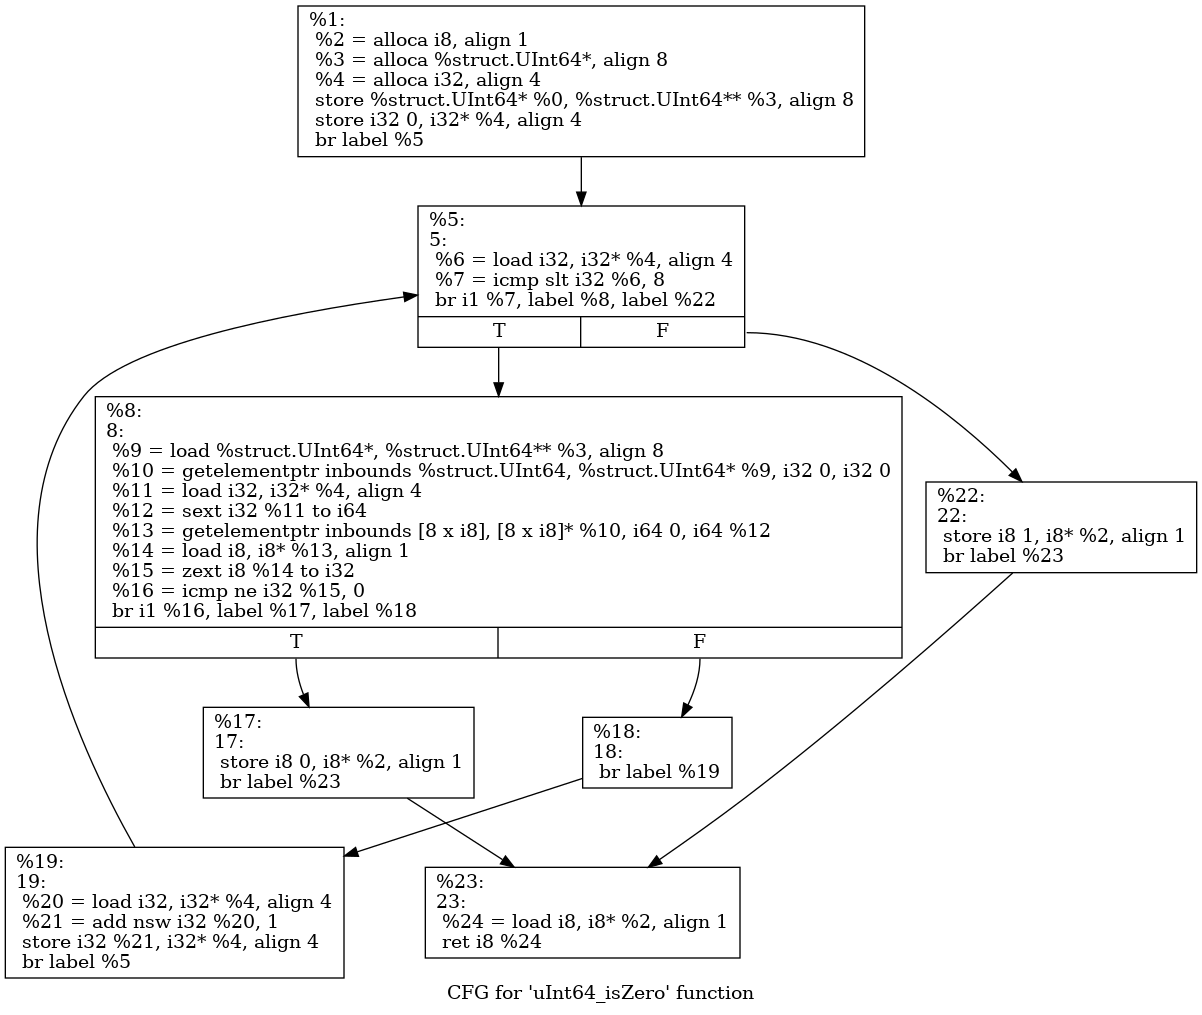 %1:
%2 = alloca i8, align 1
%3 = alloca %struct.UInt64*, align 8
%4 = alloca i32, align 4
store %struct.UInt64* %0, %struct.UInt64** %3, align 8
store i32 0, i32* %4, align 4
br label %5
%5:
5:
%6 = load i32, i32* %4, align 4
%7 = icmp slt i32 %6, 8
br i1 %7, label %8, label %22
T
F
%8:
8:
%9 = load %struct.UInt64*, %struct.UInt64** %3, align 8
%10 = getelementptr inbounds %struct.UInt64, %struct.UInt64* %9, i32 0, i32 0
%11 = load i32, i32* %4, align 4
%12 = sext i32 %11 to i64
%13 = getelementptr inbounds [8 x i8], [8 x i8]* %10, i64 0, i64 %12
%14 = load i8, i8* %13, align 1
%15 = zext i8 %14 to i32
%16 = icmp ne i32 %15, 0
br i1 %16, label %17, label %18
T
F
%22:
22:
store i8 1, i8* %2, align 1
br label %23
%17:
17:
store i8 0, i8* %2, align 1
br label %23
%18:
18:
br label %19
%19:
19:
%20 = load i32, i32* %4, align 4
%21 = add nsw i32 %20, 1
store i32 %21, i32* %4, align 4
br label %5
%23:
23:
%24 = load i8, i8* %2, align 1
ret i8 %24
CFG for 'uInt64_isZero' function